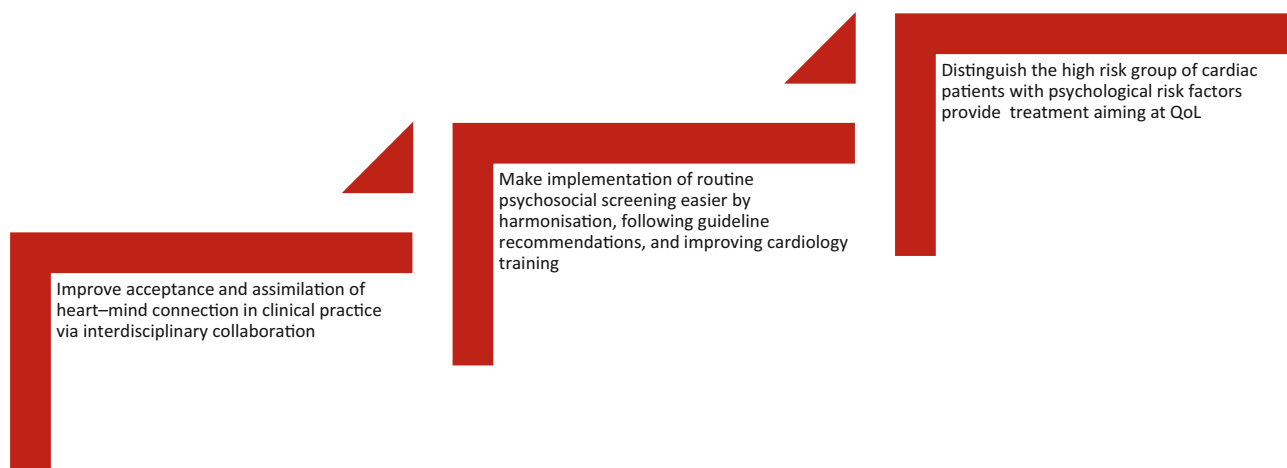 Improve acceptance and assimilation of
heart–mind connection in clinical practice
via interdisciplinary collaboration
Make implementation of routine
psychosocial screening easier by
harmonisation, following guideline
recommendations, and improving cardiology
training
Distinguish the high risk group of cardiac
patients with psychological risk factors
provide  treatment aiming at QoL